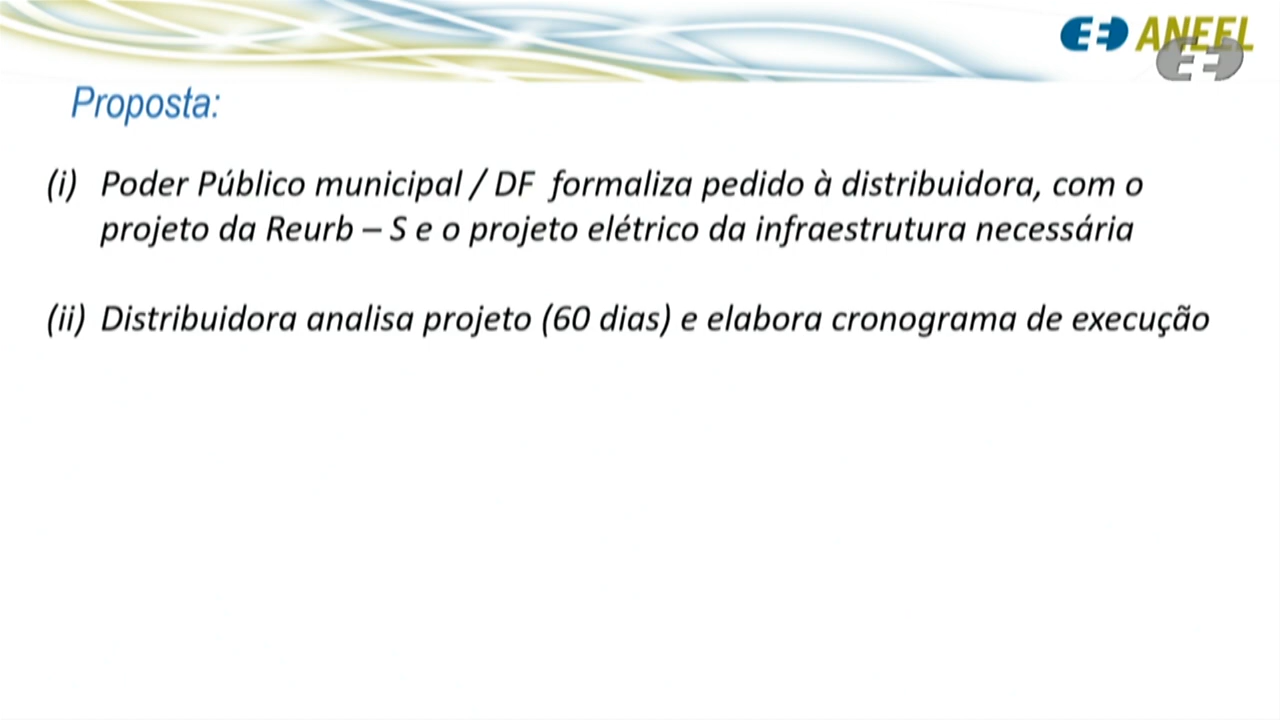 ANEEL
Proposta:
(i) Poder Público municipal / DF formaliza pedido à distribuidora, com o
projeto da Reurb – S e o projeto elétrico da infraestrutura necessária
(ii) Distribuidora analisa projeto (60 dias) e elabora cronograma de execução